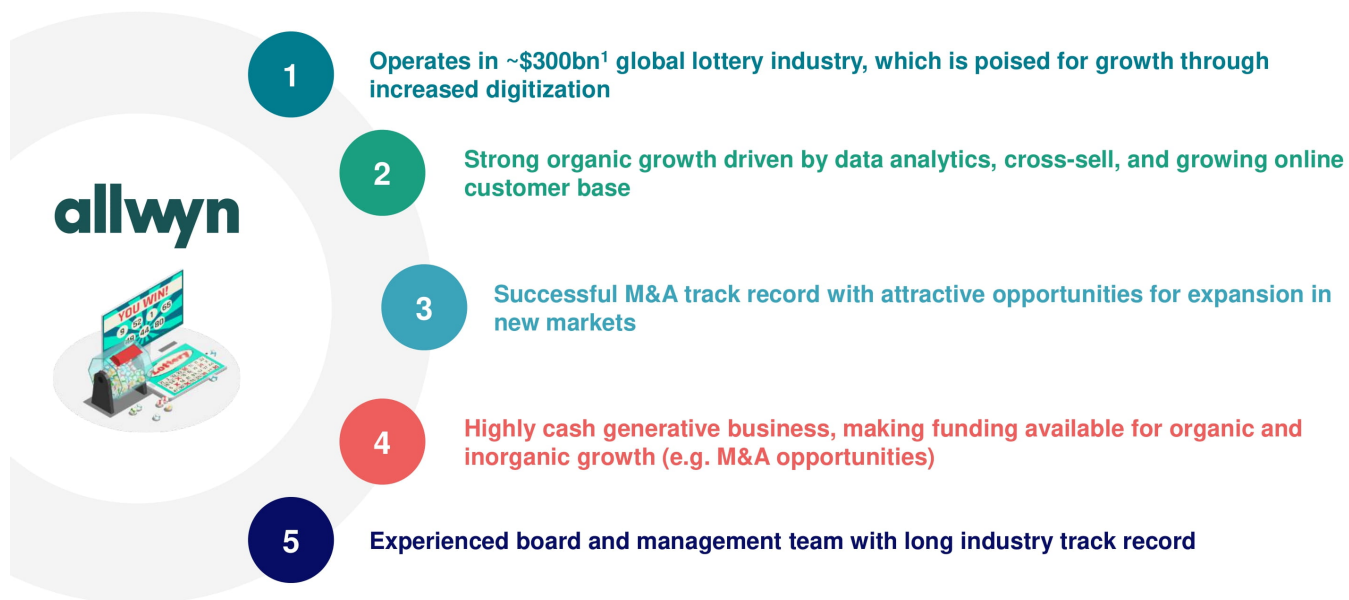 1
Operates in ~$300bn¹ global lottery industry, which is poised for growth through
increased digitization
2
Strong organic growth driven by data analytics, cross-sell, and growing online
customer base
allwyn
YOU WIN!
Lottery
3
Successful M&A track record with attractive opportunities for expansion in
new markets
4
Highly cash generative business, making funding available for organic and
inorganic growth (e.g. M&A opportunities)
5
Experienced board and management team with long industry track record